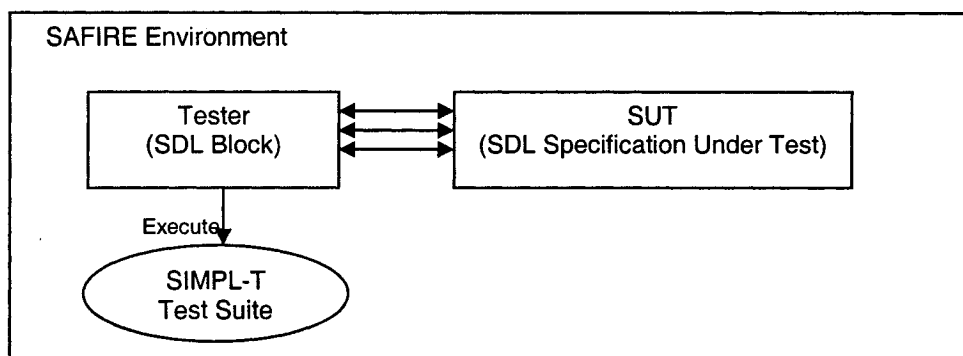 SAFIRE Environment
Tester
(SDL Block)
SUT
(SDL Specification Under Test)
Execute
SIMPL-T
Test Suite